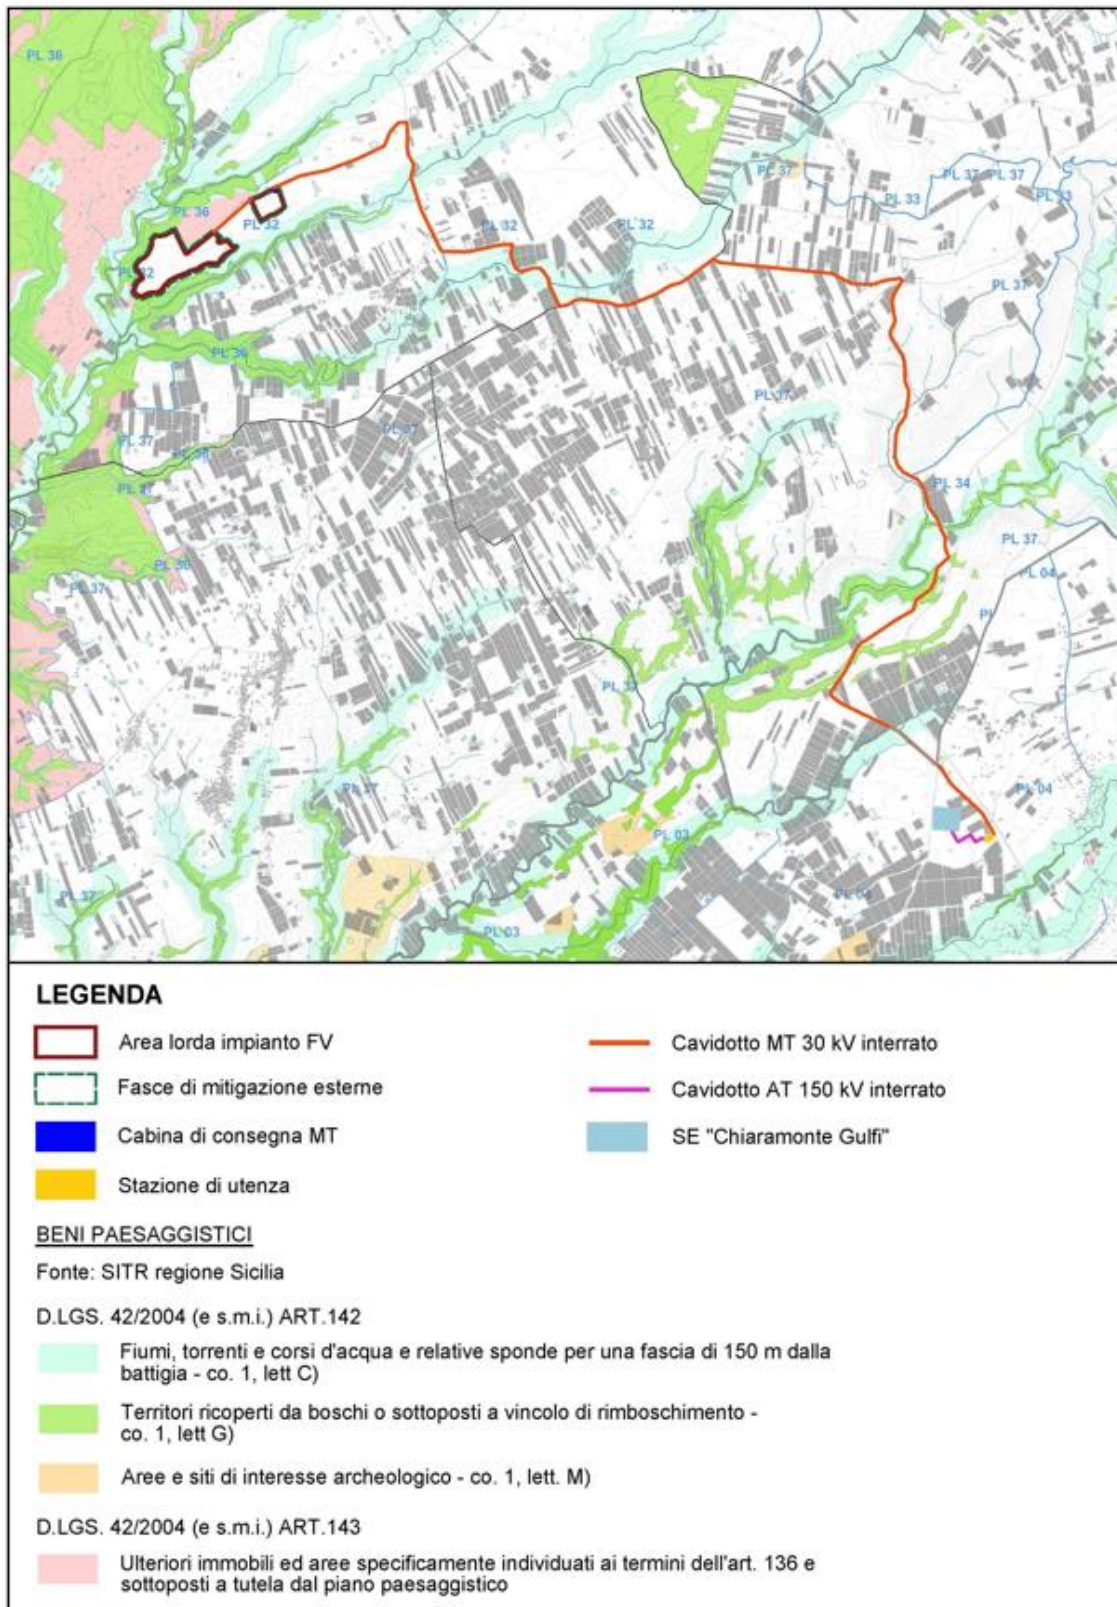 PL 36
PL 37
PL 37
PL 37
PL 33
PL 33
PL 36
PL 32
PL 32
PL 32
PL 37
PL 36
PL 37
PL 37
PL 34
PL 37
PL 36
PL 37
PL 04
PL
PL 37
PL 04
PL 03
PL 37
PL 04
PL 03
LEGENDA
Area lorda impianto FV
Cavidotto MT 30 kV interrato
Fasce di mitigazione esterne
Cavidotto AT 150 kV interrato
Cabina di consegna MT
SE "Chiaramonte Gulfi"
Stazione di utenza
BENI PAESAGGISTICI
Fonte: SITR regione Sicilia
D.LGS. 42/2004 (e s.m.i.) ART.142
Fiumi, torrenti e corsi d'acqua e relative sponde per una fascia di 150 m dalla
battigia - co. 1, lett C)
Territori ricoperti da boschi o sottoposti a vincolo di rimboschimento -
co. 1, lett G)
Aree e siti di interesse archeologico - co. 1, lett. M)
D.LGS. 42/2004 (e s.m.i.) ART.143
Ulteriori immobili ed aree specificamente individuati ai termini dell'art. 136 e
sottoposti a tutela dal piano paesaggistico